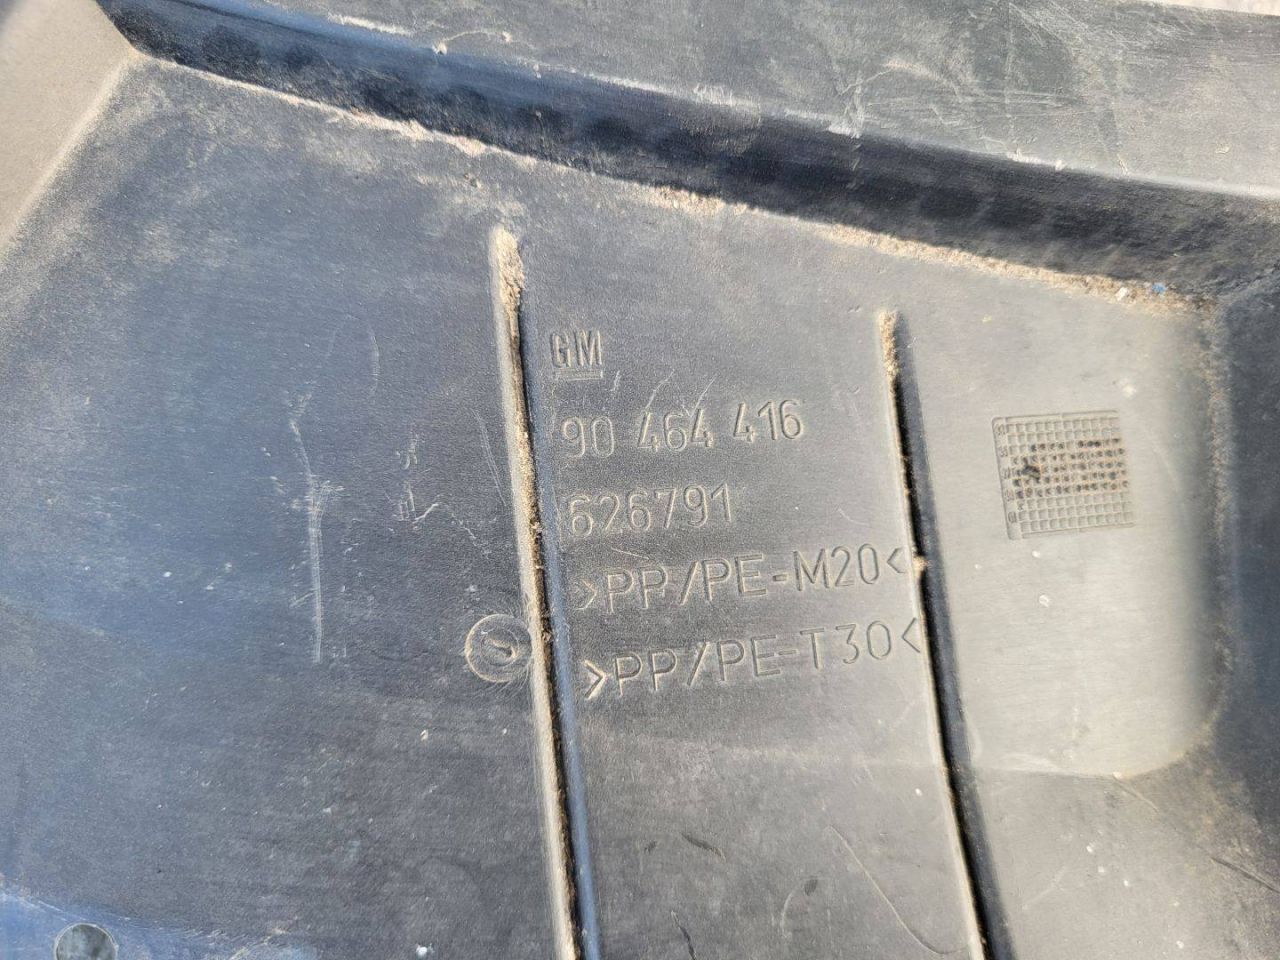 GM
90 464 416
626791
>PP/PE-M20<
>PP/PE-T30<